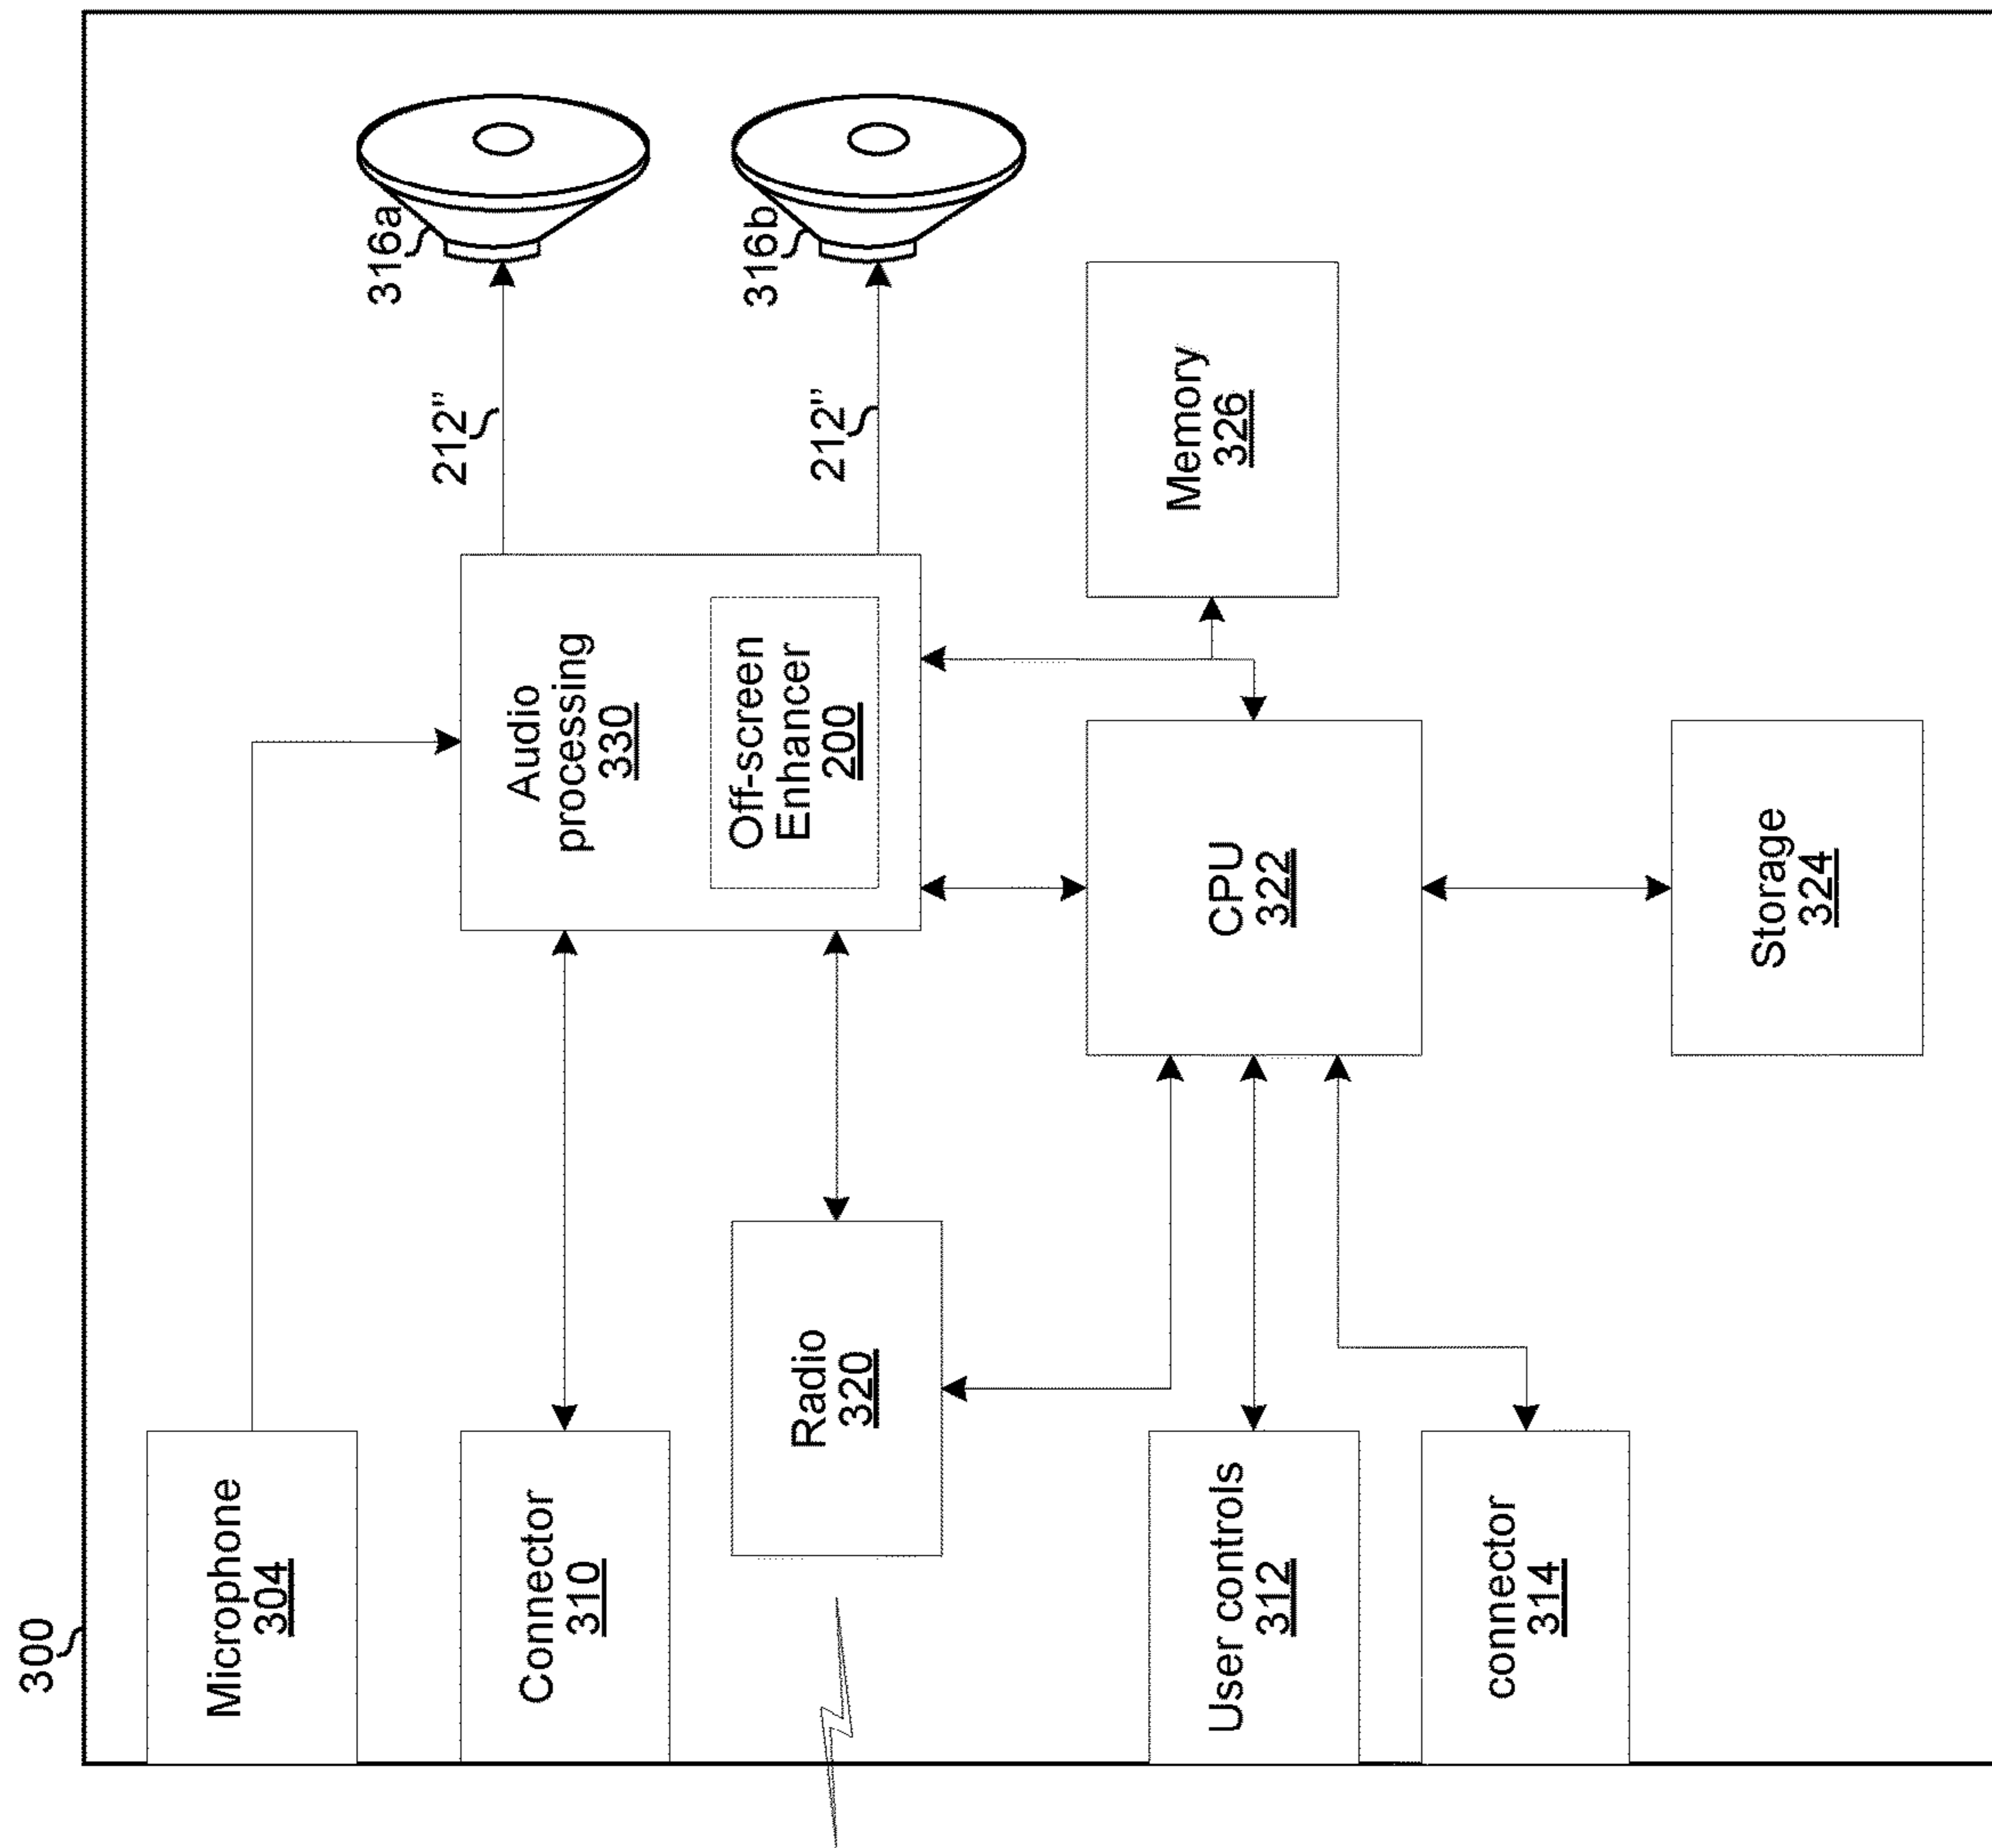 300
Microphone
304
Connector
310
Radio
320
User controls
312
connector
314
Audio
processing
330
Off-screen
Enhancer
200
CPU
322
Storage
324
Memory
326
212"
316a
212"
316b